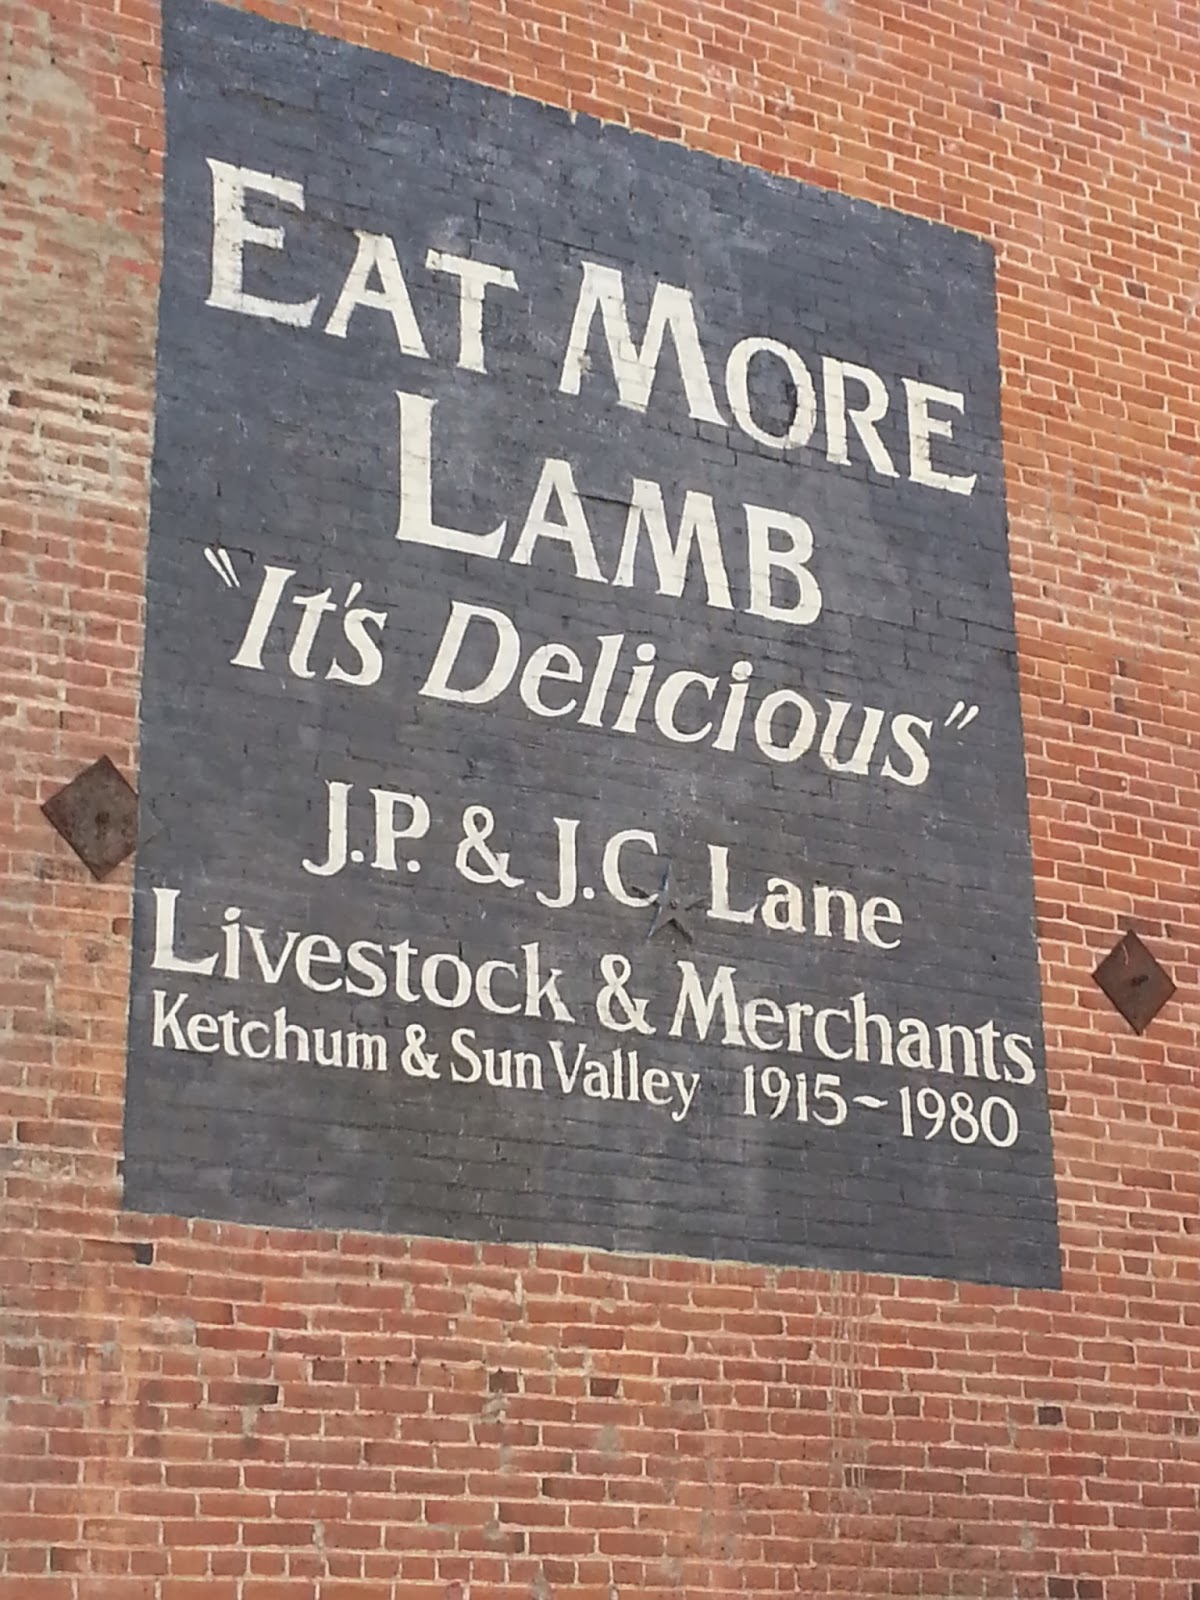 EAT MORE
LAMB
"It's Delicious"
J.P. & J.C. Lane
Livestock & Merchants
Ketchum & Sun Valley 1915~1980